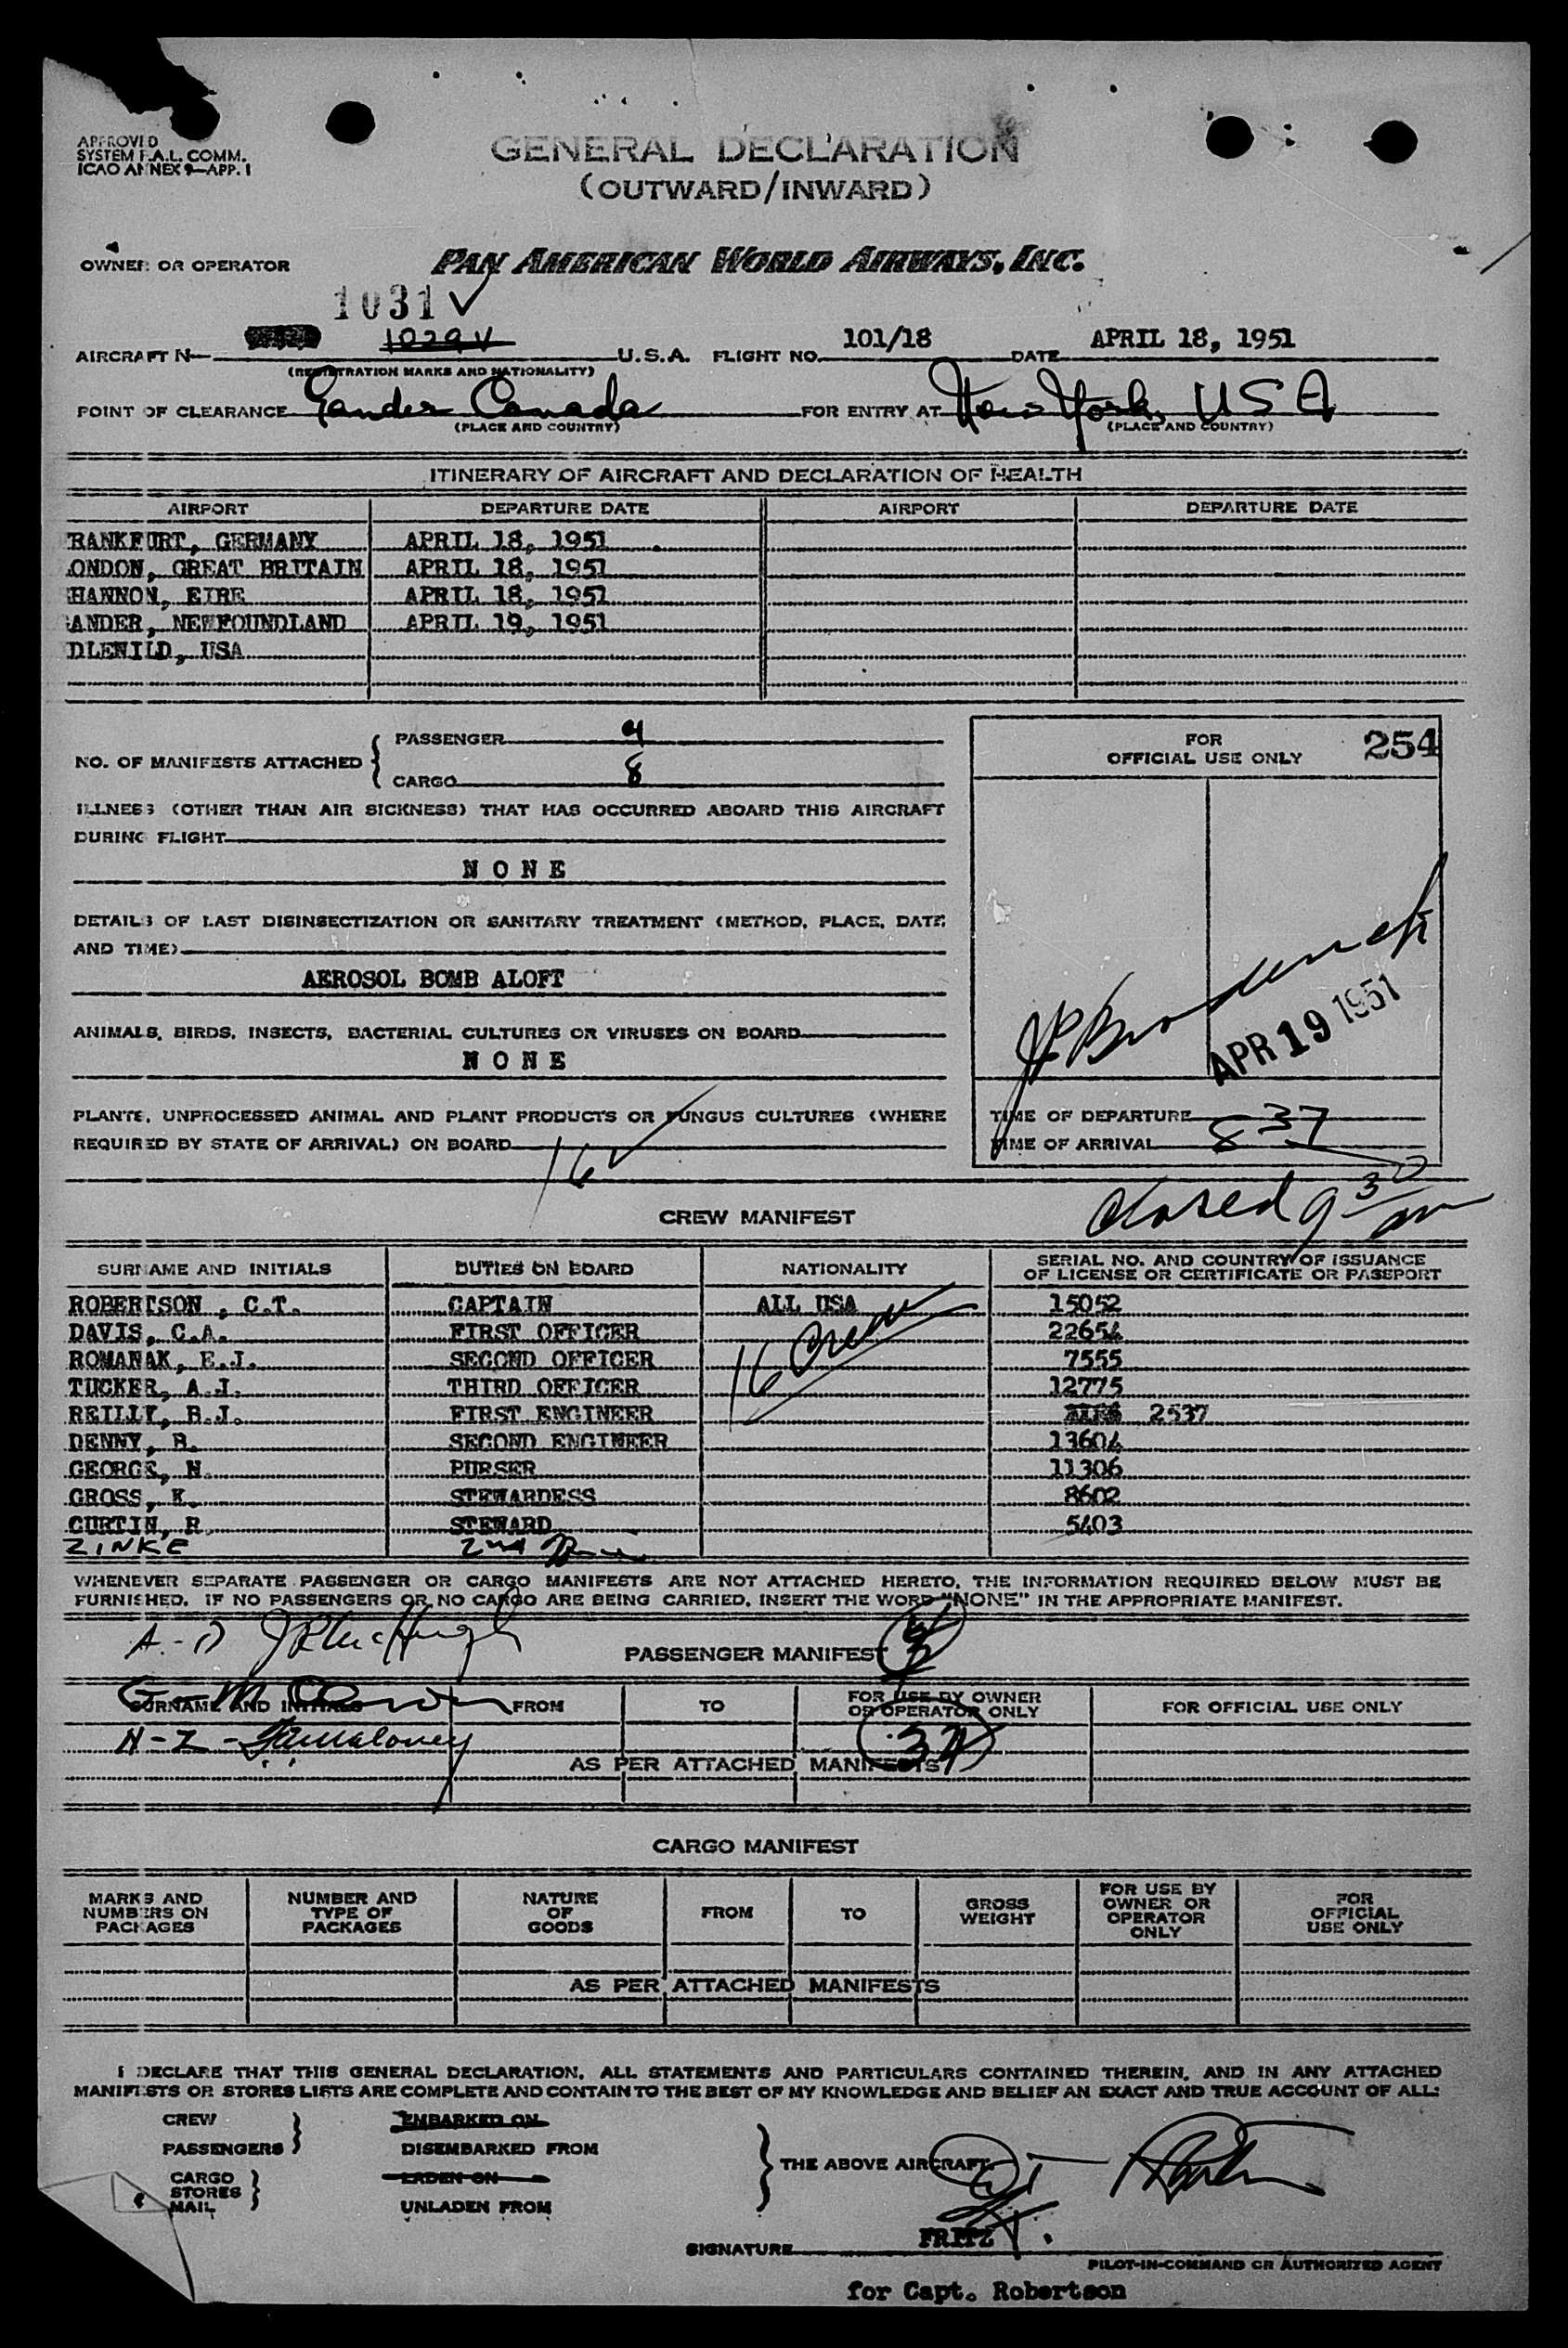 APPROVED
SYSTEM F.A.L. COMM.
ICAO ANNEX 9—APP. 1
GENERAL DECLARATION
(OUTWARD/INWARD)
OWNER OR OPERATOR PAN AMERICAN WORLD AIRWAYS, INC.
1031
AIRCRAFT N— 1029V U.S.A. FLIGHT NO. 101/18 DATE APRIL 18, 1951
(REGISTRATION MARKS AND NATIONALITY)
POINT OF CLEARANCE Gander Canada FOR ENTRY AT New York, USA
(PLACE AND COUNTRY) (PLACE AND COUNTRY)
ITINERARY OF AIRCRAFT AND DECLARATION OF HEALTH
AIRPORT DEPARTURE DATE AIRPORT DEPARTURE DATE
RANKFURT, GERMANY APRIL 18, 1951
ONDON, GREAT BRITAIN APRIL 18, 1951
HANNON, EIRE APRIL 18, 1951
ANDER, NEWFOUNDLAND APRIL 19, 1951
DLEWILD, USA
NO. OF MANIFESTS ATTACHED
PASSENGER 4
CARGO 8
FOR OFFICIAL USE ONLY 254
ILLNESS (OTHER THAN AIR SICKNESS) THAT HAS OCCURRED ABOARD THIS AIRCRAFT
DURING FLIGHT
NONE
DETAILS OF LAST DISINSECTIZATION OR SANITARY TREATMENT (METHOD, PLACE, DATE
AND TIME)
AEROSOL BOMB ALOFT
APR 19 1951
ANIMALS, BIRDS, INSECTS, BACTERIAL CULTURES OR VIRUSES ON BOARD
NONE
PLANTS, UNPROCESSED ANIMAL AND PLANT PRODUCTS OR FUNGUS CULTURES (WHERE
REQUIRED BY STATE OF ARRIVAL) ON BOARD
16
TIME OF DEPARTURE
TIME OF ARRIVAL 8 37
closed 9 30 am
CREW MANIFEST
SURNAME AND INITIALS DUTIES ON BOARD NATIONALITY SERIAL NO. AND COUNTRY OF ISSUANCE
OF LICENSE OR CERTIFICATE OR PASSPORT
ROBERTSON, C.T. CAPTAIN ALL USA 15052
DAVIS, C.A. FIRST OFFICER 22654
ROMANAK, E.J. SECOND OFFICER 7555
TUCKER, A.J. THIRD OFFICER 12775
REILLY, B.J. FIRST ENGINEER 2537
DENNY, B. SECOND ENGINEER 13604
GEORGE, N. PURSER 11306
GROSS, K. STEWARDESS 8602
CURTIN, R. STEWARD 5403
ZINKE 2nd
16 Crew
WHENEVER SEPARATE PASSENGER OR CARGO MANIFESTS ARE NOT ATTACHED HERETO, THE INFORMATION REQUIRED BELOW MUST BE
FURNISHED. IF NO PASSENGERS OR NO CARGO ARE BEING CARRIED, INSERT THE WORD "NONE" IN THE APPROPRIATE MANIFEST.
A-D JP McHugh
PASSENGER MANIFEST
G-M
SURNAME AND INITIALS FROM TO FOR USE BY OWNER OR OPERATOR ONLY FOR OFFICIAL USE ONLY
N-Z - Maloney
AS PER ATTACHED MANIFESTS
CARGO MANIFEST
MARKS AND NUMBERS ON PACKAGES NUMBER AND TYPE OF PACKAGES NATURE OF GOODS FROM TO GROSS WEIGHT FOR USE BY OWNER OR OPERATOR ONLY FOR OFFICIAL USE ONLY
AS PER ATTACHED MANIFESTS
I DECLARE THAT THIS GENERAL DECLARATION, ALL STATEMENTS AND PARTICULARS CONTAINED THEREIN, AND IN ANY ATTACHED
MANIFESTS OR STORES LISTS ARE COMPLETE AND CONTAIN TO THE BEST OF MY KNOWLEDGE AND BELIEF AN EXACT AND TRUE ACCOUNT OF ALL:
CREW EMBARKED ON
PASSENGERS DISEMBARKED FROM
THE ABOVE AIRCRAFT
CARGO LADEN ON
STORES
MAIL UNLADEN FROM
SIGNATURE FRITZ
PILOT-IN-COMMAND OR AUTHORIZED AGENT
for Capt. Robertson